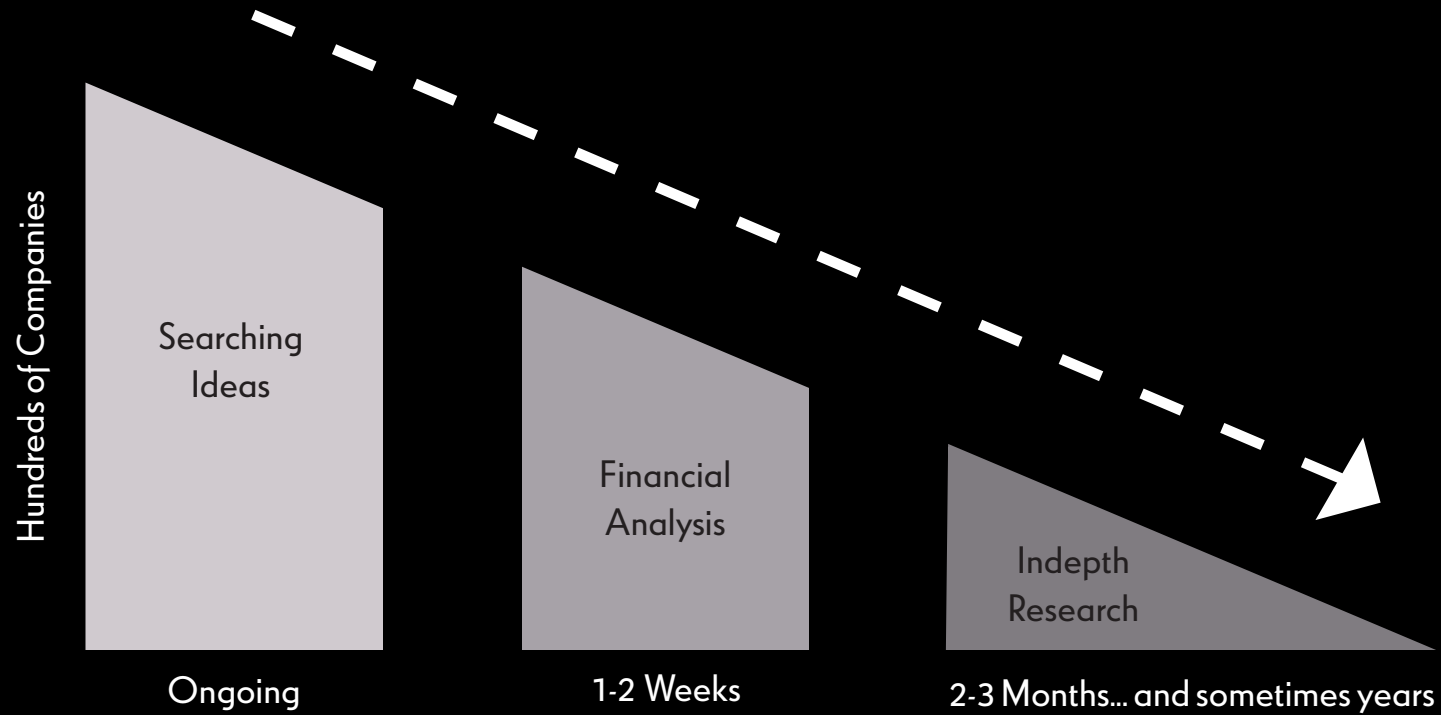 Hundreds of Companies
Searching
Ideas
Financial
Analysis
Indepth
Research
Ongoing
1-2 Weeks
2-3 Months... and sometimes years